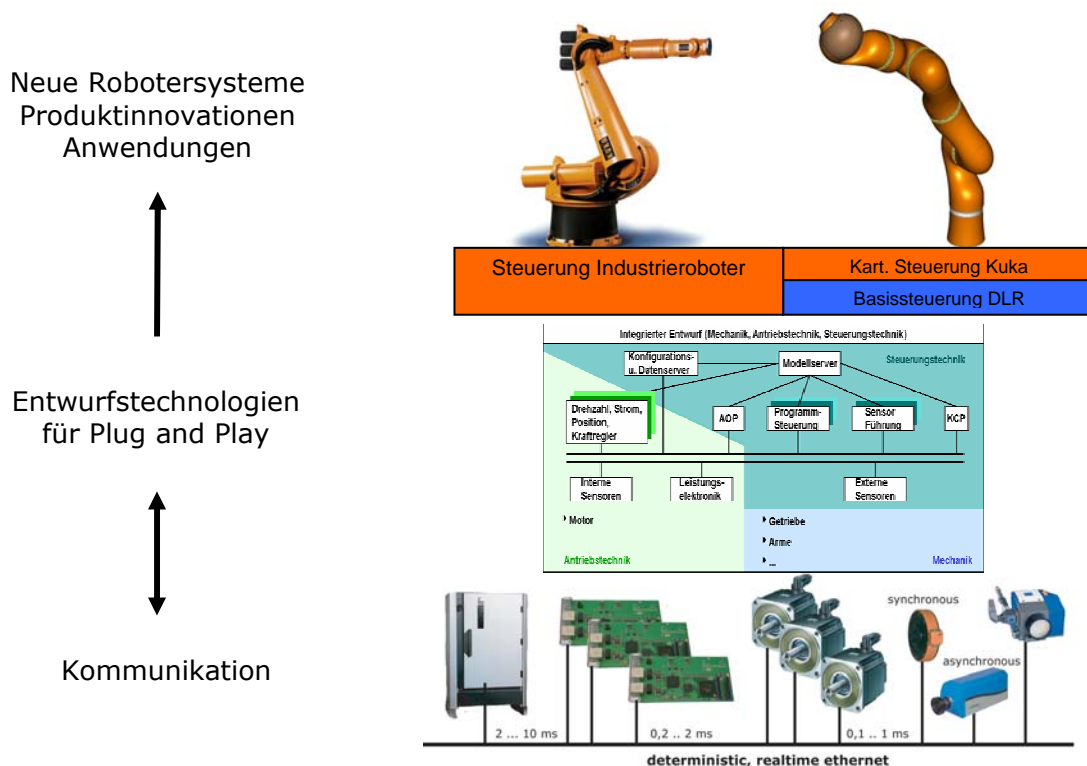 Neue Robotersysteme
Produktinnovationen
Anwendungen
Steuerung Industrieroboter
Kart. Steuerung Kuka
Basissteuerung DLR
Entwurfstechnologien
für Plug and Play
Integrierter Entwurf (Mechanik, Antriebstechnik, Steuerungstechnik)
Konfigurations-
u. Datenserver
Modellserver
Steuerungstechnik
Drehzahl, Strom,
Position,
Kraftregler
AOP
Programm-
Steuerung
Sensor
Führung
KCP
Interne
Sensoren
Leistungs-
elektronik
Externe
Sensoren
Motor
Getriebe
Arme
...
Antriebstechnik
Mechanik
Kommunikation
synchronous
asynchronous
2 ... 10 ms
0,2 .. 2 ms
0,1 .. 1 ms
deterministic, realtime ethernet